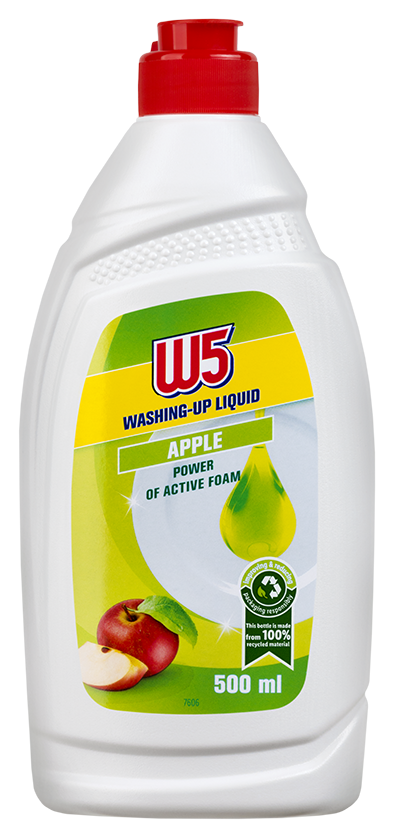 W5
WASHING-UP LIQUID
APPLE
POWER
OF ACTIVE FOAM
improving & reducing
packaging responsibly
This bottle is made
from 100%
recycled material
500 ml
7606